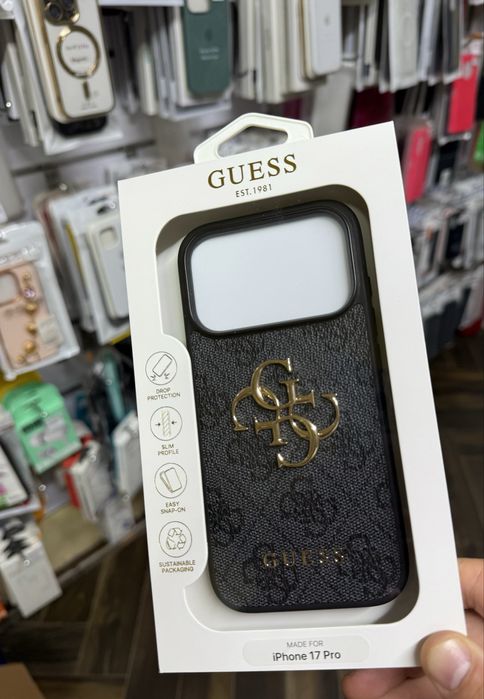 GUESS
EST. 1981
DROP
PROTECTION
SLIM
PROFILE
EASY
SNAP-ON
SUSTAINABLE
PACKAGING
GUESS
MADE FOR
iPhone 17 Pro